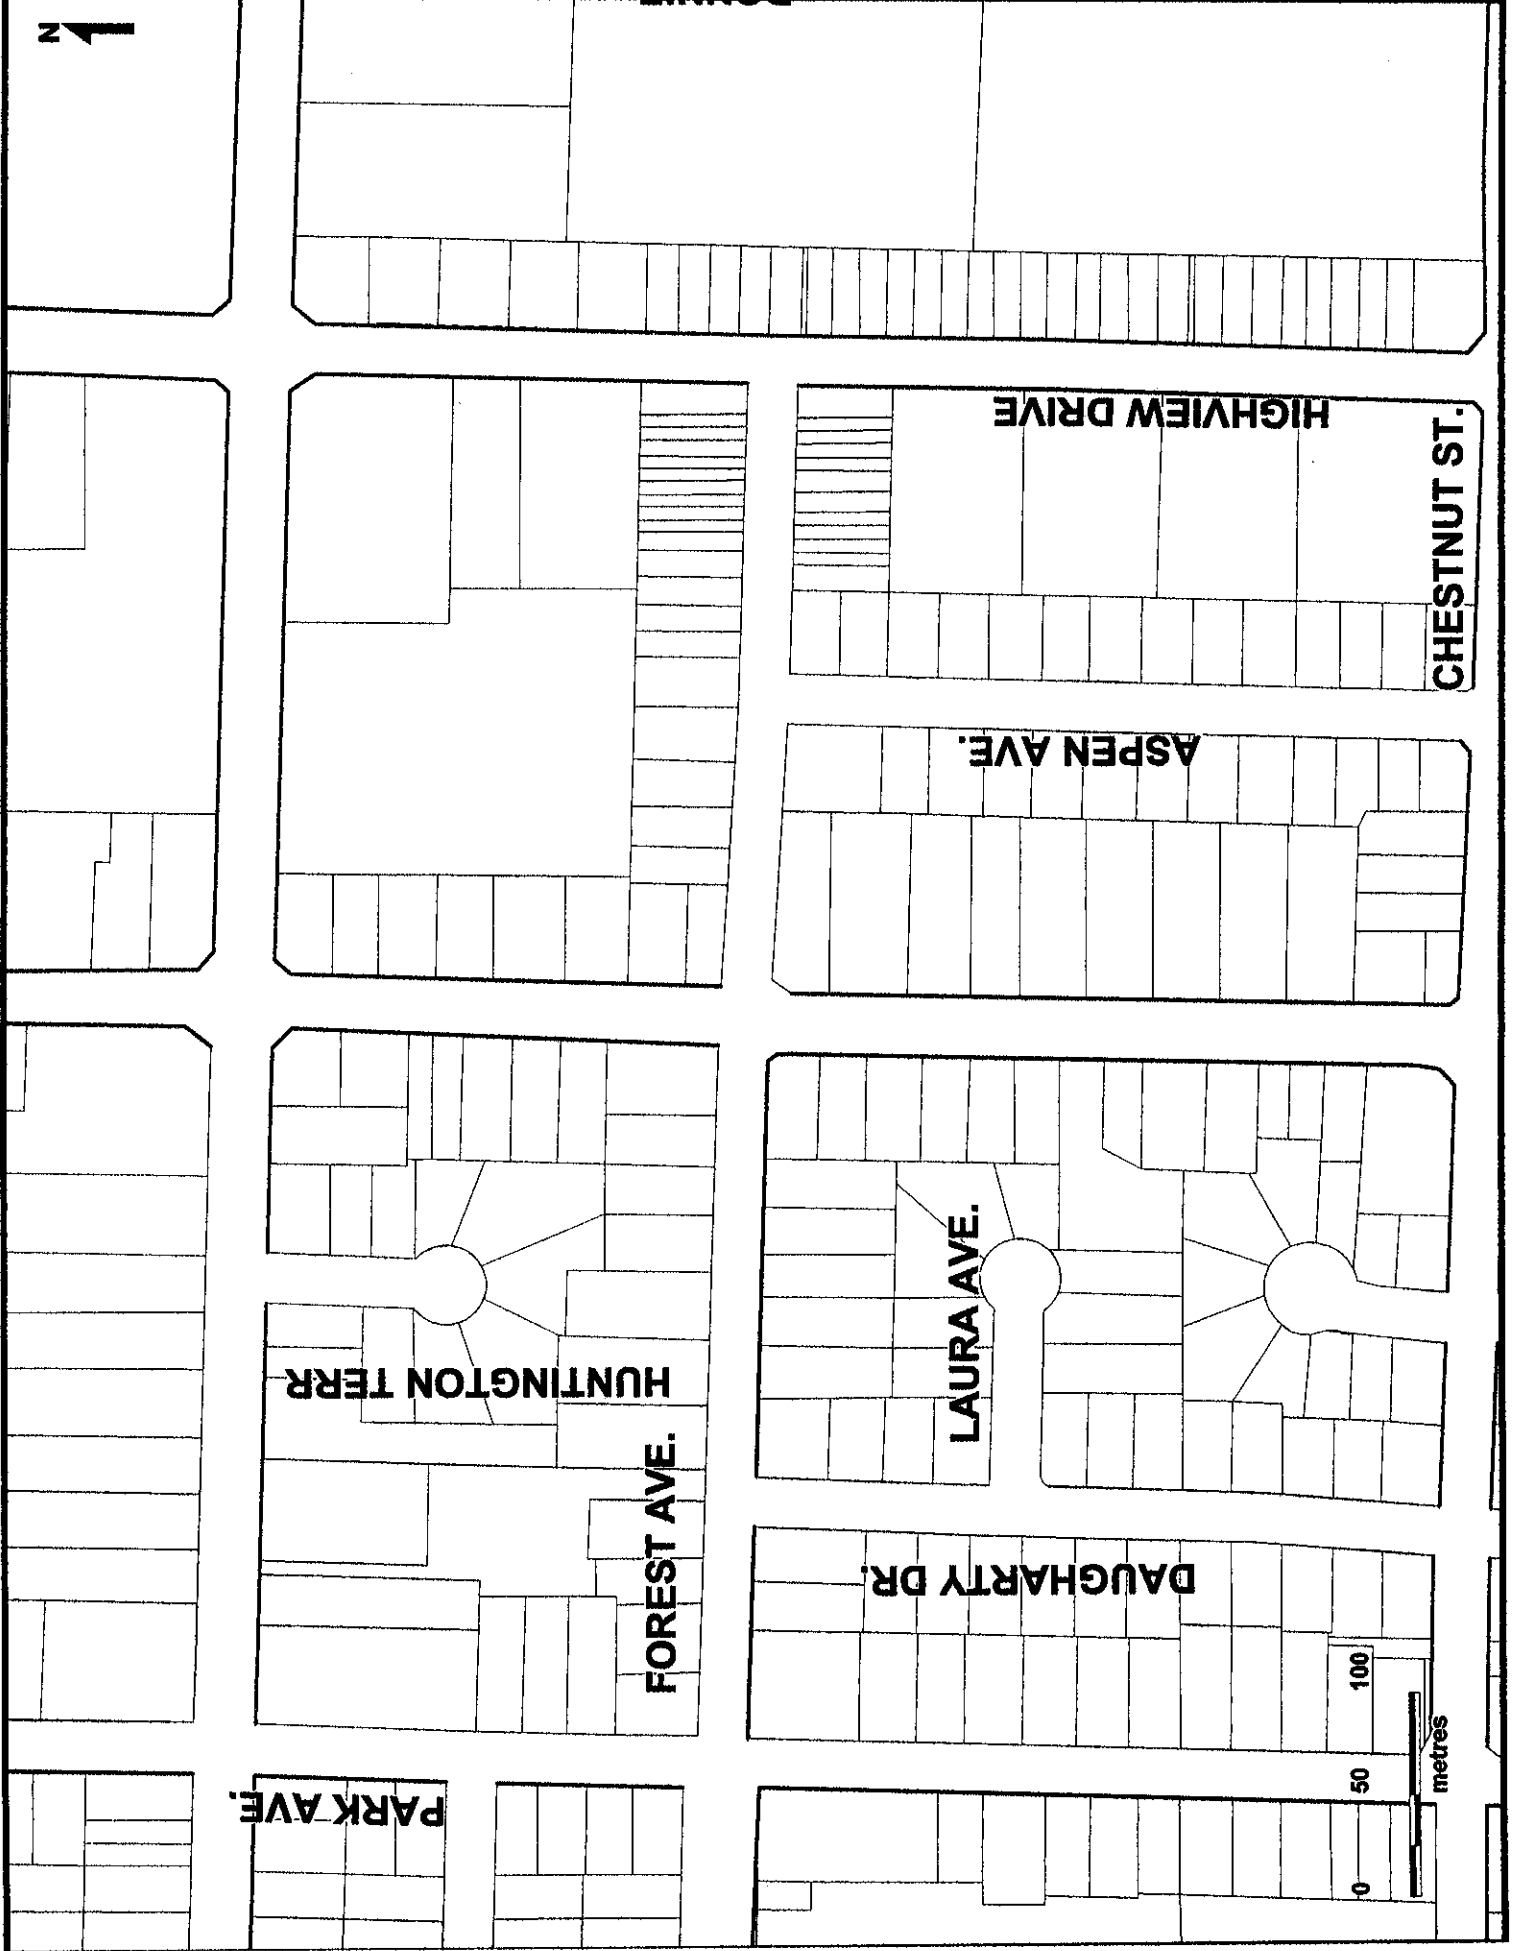 N
HIGHVIEW DRIVE
CHESTNUT ST.
ASPEN AVE.
LAURA AVE.
HUNTINGTON TERR
FOREST AVE.
DAUGHARTY DR.
PARK AVE.
0 50 100
metres